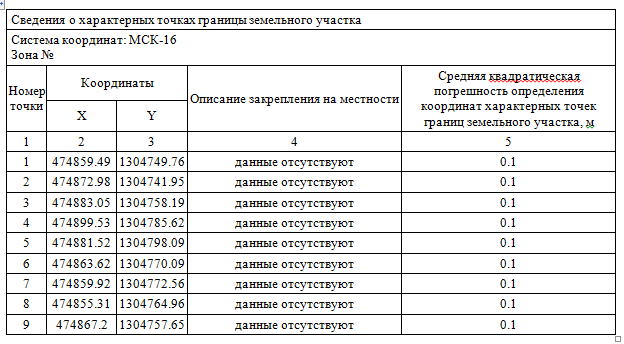 Сведения о характерных точках границы земельного участка
Система координат: МСК-16
Зона №
Номер точки Координаты Описание закрепления на местности Средняя квадратическая погрешность определения координат характерных точек границ земельного участка, м
X Y
1 2 3 4 5
1 474859.49 1304749.76 данные отсутствуют 0.1
2 474872.98 1304741.95 данные отсутствуют 0.1
3 474883.05 1304758.19 данные отсутствуют 0.1
4 474899.53 1304785.62 данные отсутствуют 0.1
5 474881.52 1304798.09 данные отсутствуют 0.1
6 474863.62 1304770.09 данные отсутствуют 0.1
7 474859.92 1304772.56 данные отсутствуют 0.1
8 474855.31 1304764.96 данные отсутствуют 0.1
9 474867.2 1304757.65 данные отсутствуют 0.1